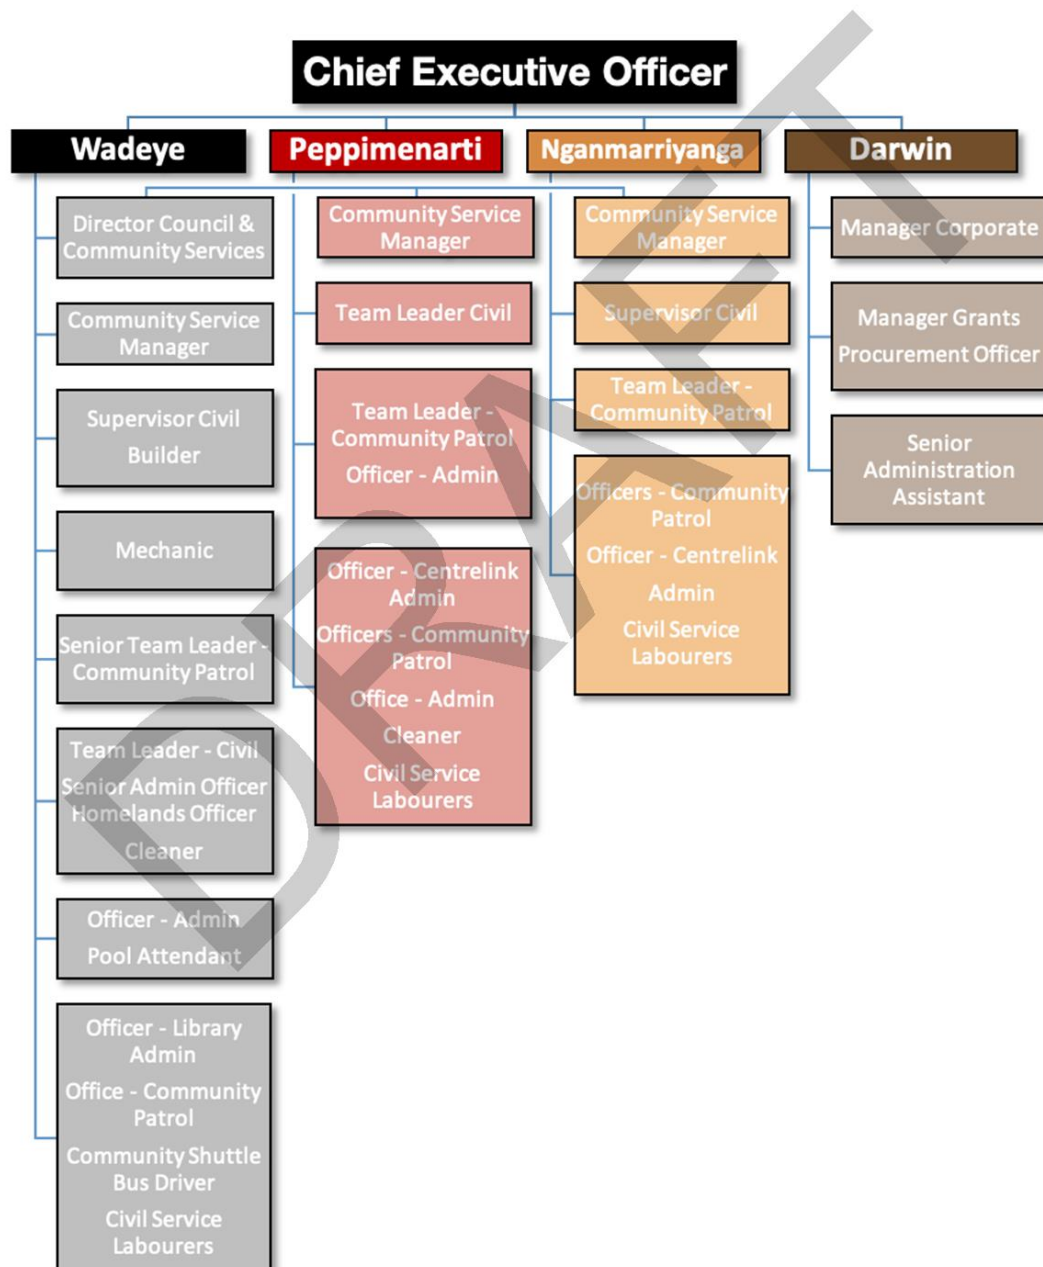 Chief Executive Officer
Wadeye
Director Council &
Community Services
Community Service
Manager
Supervisor Civil
Builder
Mechanic
Senior Team Leader -
Community Patrol
Team Leader - Civil
Senior Admin Officer
Homelands Officer
Cleaner
Officer - Admin
Pool Attendant
Officer - Library
Admin
Office - Community
Patrol
Community Shuttle
Bus Driver
Civil Service
Labourers
Peppimenarti
Community Service
Manager
Team Leader Civil
Team Leader -
Community Patrol
Officer - Admin
Officer - Centrelink
Admin
Officers - Community
Patrol
Office - Admin
Cleaner
Civil Service
Labourers
Nganmarriyanga
Community Service
Manager
Supervisor Civil
Team Leader -
Community Patrol
Officers - Community
Patrol
Officer - Centrelink
Admin
Civil Service
Labourers
Darwin
Manager Corporate
Manager Grants
Procurement Officer
Senior
Administration
Assistant
DRAFT